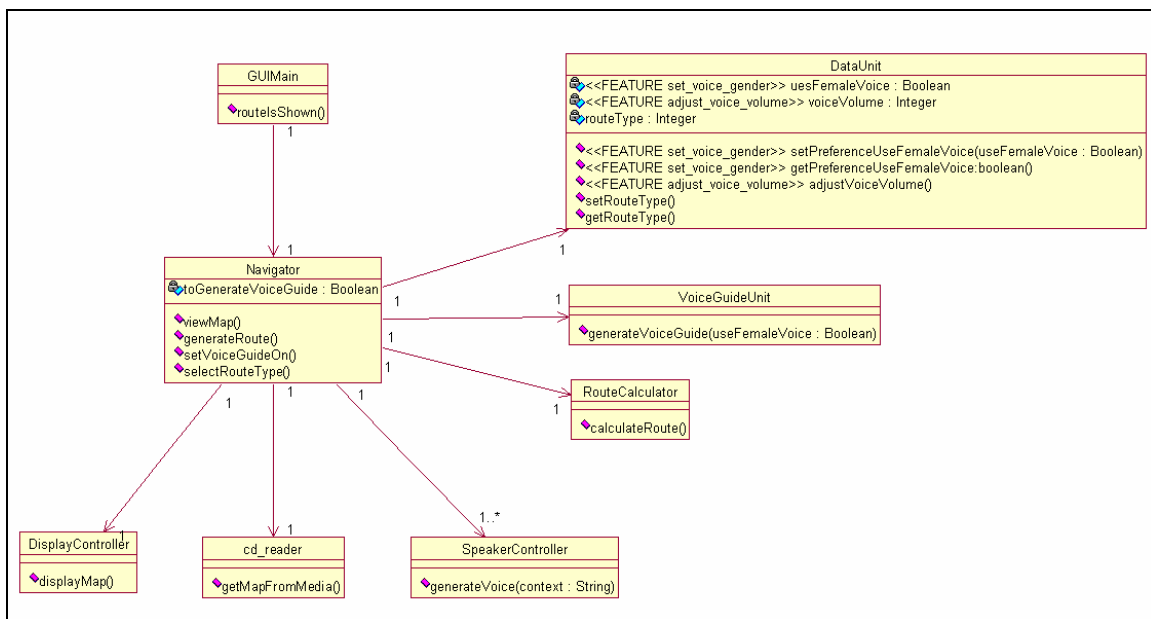 GUIMain
routeIsShown()
1
1
DataUnit
<<FEATURE set_voice_gender>> uesFemaleVoice : Boolean
<<FEATURE adjust_voice_volume>> voiceVolume : Integer
routeType : Integer
<<FEATURE set_voice_gender>> setPreferenceUseFemaleVoice(useFemaleVoice : Boolean)
<<FEATURE set_voice_gender>> getPreferenceUseFemaleVoice:boolean()
<<FEATURE adjust_voice_volume>> adjustVoiceVolume()
setRouteType()
getRouteType()
1
1
Navigator
toGenerateVoiceGuide : Boolean
viewMap()
generateRoute()
setVoiceGuideOn()
selectRouteType()
1
1
VoiceGuideUnit
generateVoiceGuide(useFemaleVoice : Boolean)
1
1
RouteCalculator
calculateRoute()
1
1
1
1
DisplayController
displayMap()
1
cd_reader
getMapFromMedia()
1..*
SpeakerController
generateVoice(context : String)